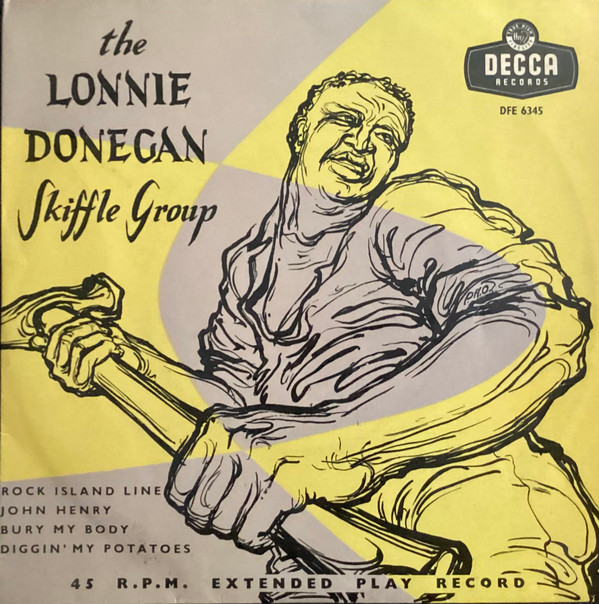 the
LONNIE
DONEGAN
Skiffle Group
DECCA
RECORDS
DFE 6345
ROCK ISLAND LINE
JOHN HENRY
BURY MY BODY
DIGGIN' MY POTATOES
45 R.P.M. EXTENDED PLAY RECORD